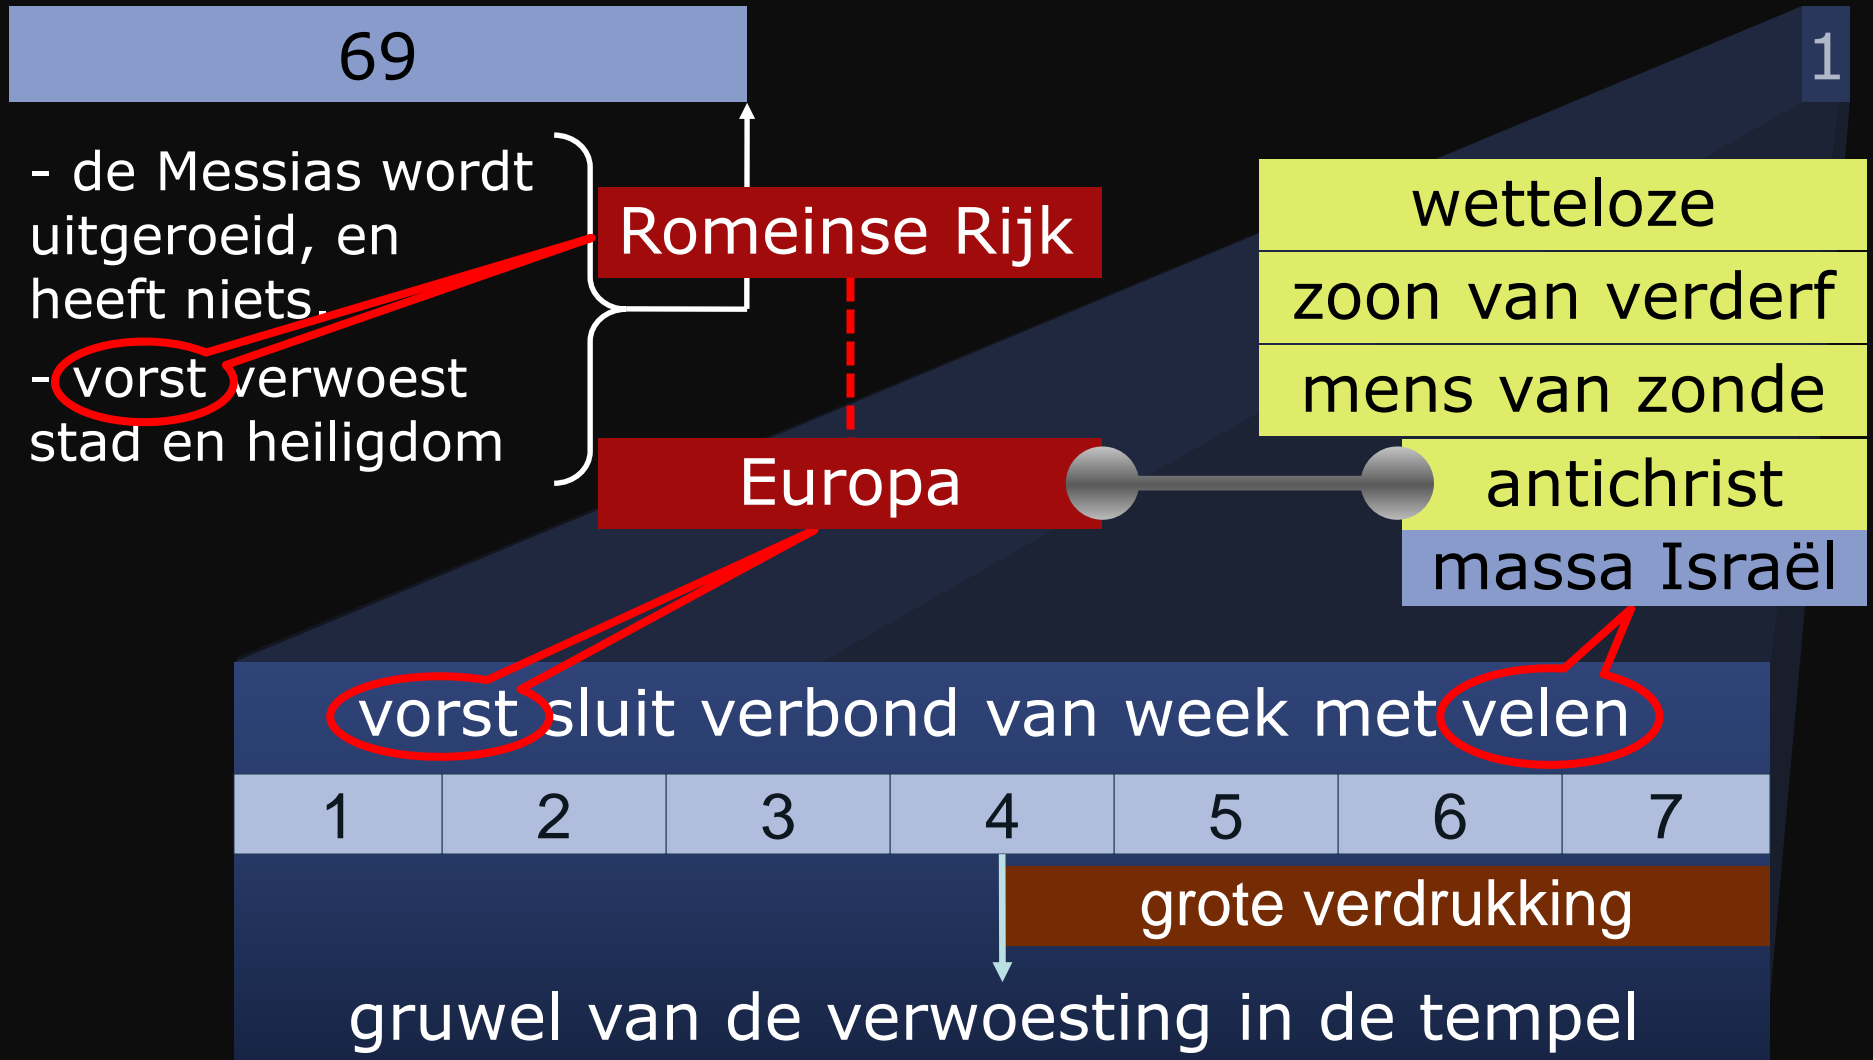 69
1
- de Messias wordt
uitgeroeid, en
heeft niets.
- vorst verwoest
stad en heiligdom
Romeinse Rijk
Europa
wetteloze
zoon van verderf
mens van zonde
antichrist
massa Israël
vorst sluit verbond van week met velen
1 2 3 4 5 6 7
grote verdrukking
gruwel van de verwoesting in de tempel